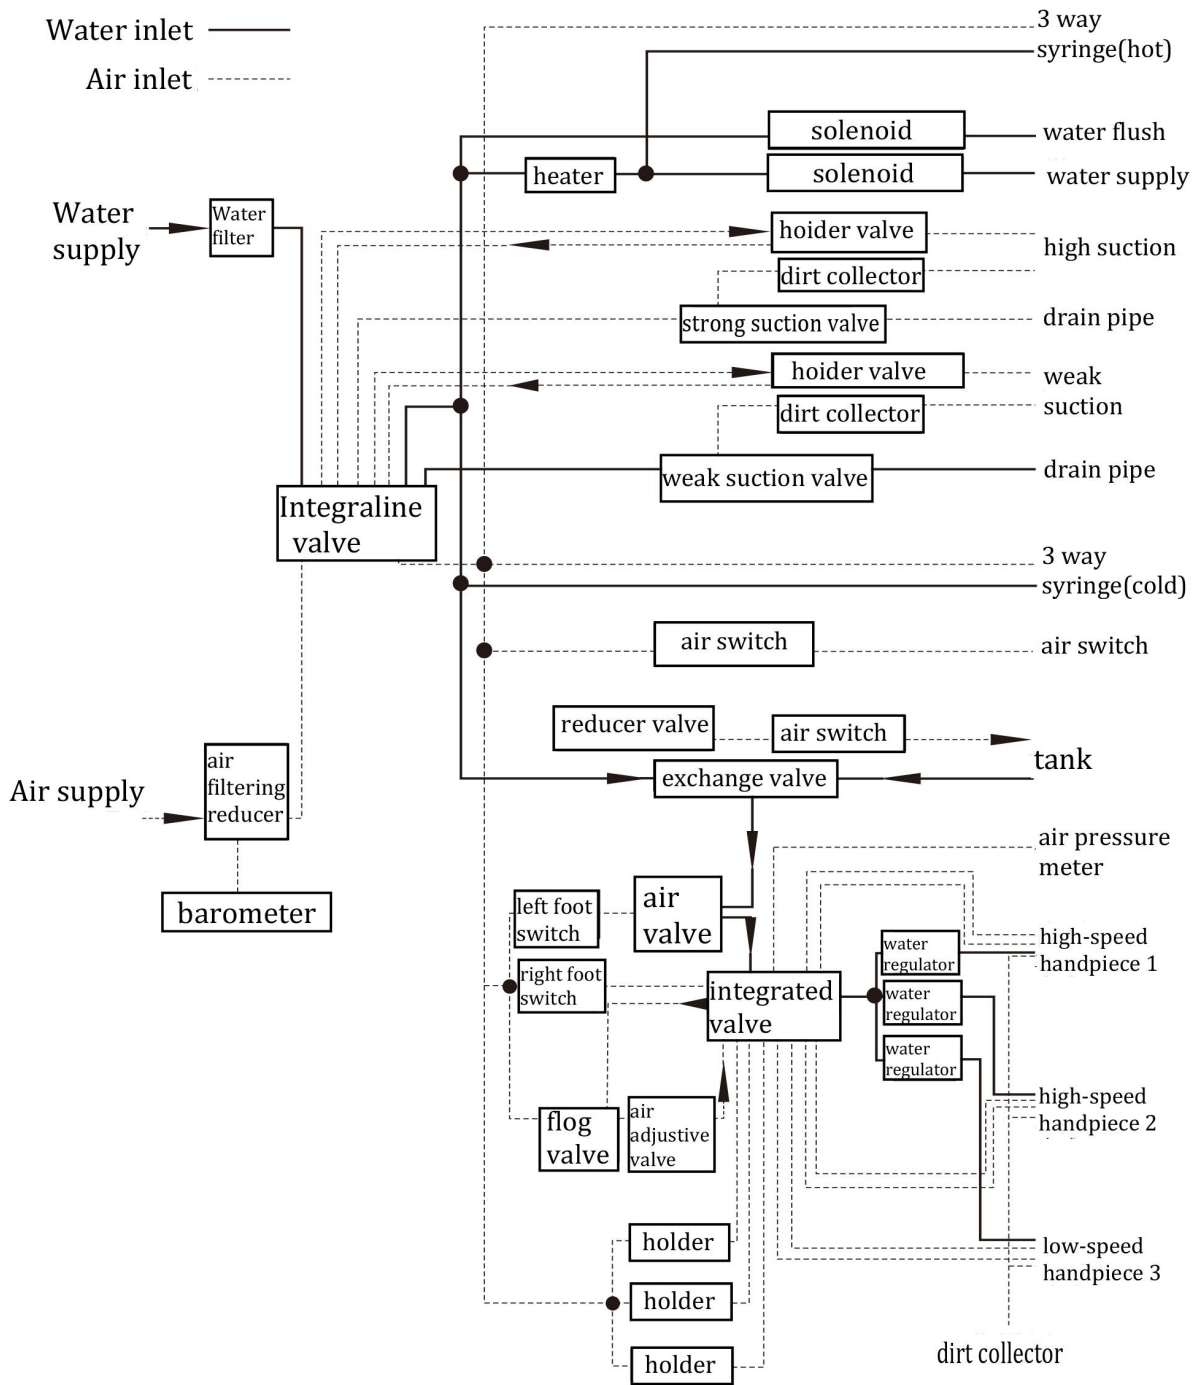 Water inlet
Air inlet
3 way
syringe(hot)
solenoid
water flush
heater
solenoid
water supply
Water
supply
Water
filter
hoider valve
high suction
dirt collector
strong suction valve
drain pipe
hoider valve
weak
suction
dirt collector
weak suction valve
drain pipe
Integraline
valve
3 way
syringe(cold)
air switch
air switch
reducer valve
air switch
tank
exchange valve
Air supply
air
filtering
reducer
barometer
air pressure
meter
left foot
switch
air
valve
right foot
switch
integrated
valve
water
regulator
water
regulator
water
regulator
high-speed
handpiece 1
high-speed
handpiece 2
flog
valve
air
adjustive
valve
holder
holder
holder
low-speed
handpiece 3
dirt collector